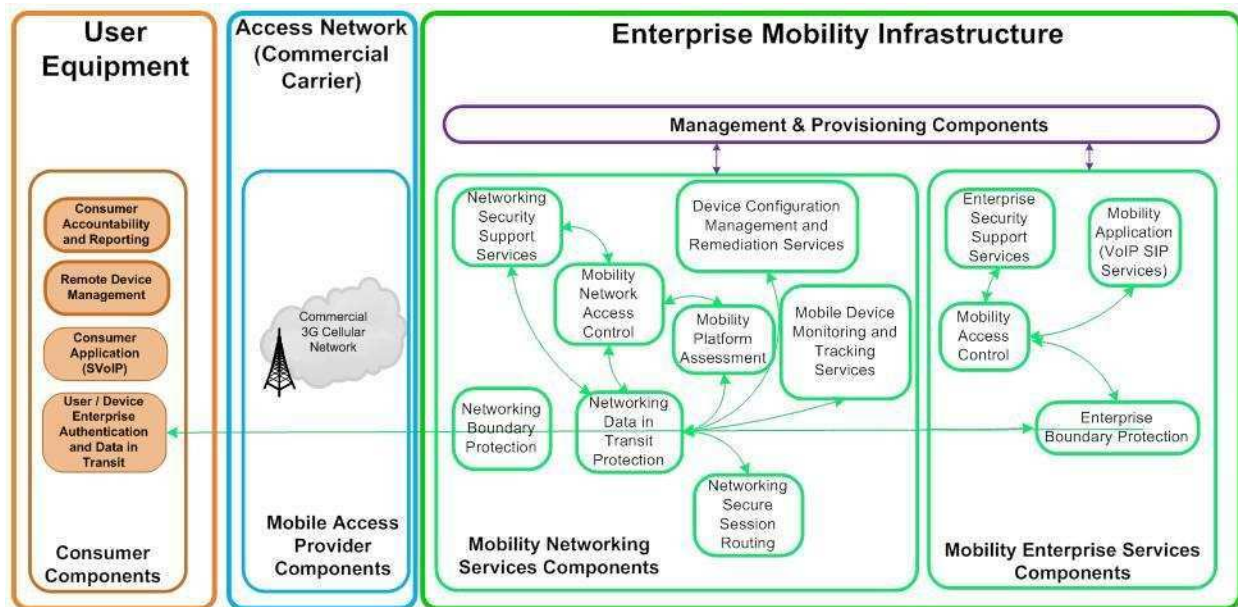 User
Equipment
Consumer
Accountability
and Reporting
Remote Device
Management
Consumer
Application
(SVoIP)
User / Device
Enterprise
Authentication
and Data in
Transit
Consumer
Components
Access Network
(Commercial
Carrier)
Commercial
3G Cellular
Network
Mobile Access
Provider
Components
Enterprise Mobility Infrastructure
Management & Provisioning Components
Networking
Security
Support
Services
Device Configuration
Management and
Remediation Services
Mobility
Network
Access
Control
Mobility
Platform
Assessment
Mobile Device
Monitoring and
Tracking
Services
Networking
Boundary
Protection
Networking
Data in
Transit
Protection
Networking
Secure
Session
Routing
Mobility Networking
Services Components
Enterprise
Security
Support
Services
Mobility
Application
(VoIP SIP
Services)
Mobility
Access
Control
Enterprise
Boundary Protection
Mobility Enterprise Services
Components